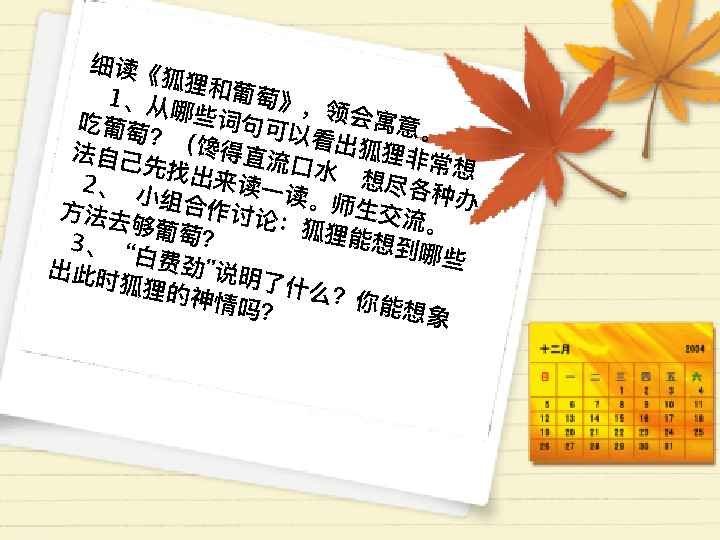 细读《狐狸和葡萄》，领会寓意。
1、从哪些词句可以看出狐狸非常想
吃葡萄？（馋得直流口水　想尽各种办
法自己先找出来读一读。师生交流。
2、　小组合作讨论：狐狸能想到哪些
方法去够葡萄？
3、“白费劲”说明了什么？你能想象
出此时狐狸的神情吗？
十二月 2004
日 一 二 三 四 五 六
1 2 3 4
5 6 7 8 9 10 11
12 13 14 15 16 17 18
19 20 21 22 23 24 25
26 27 28 29 30 31